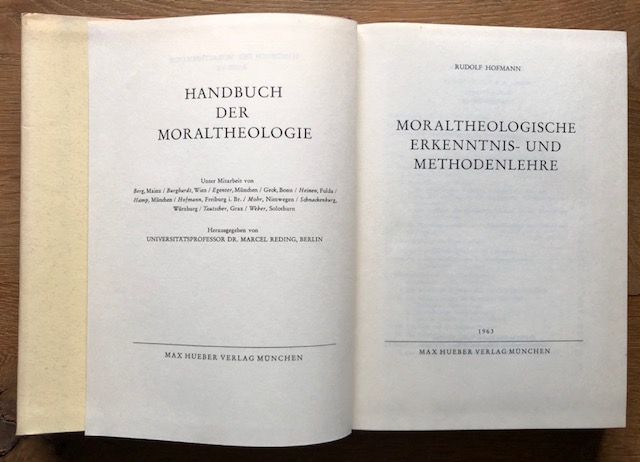 HANDBUCH
DER
MORALTHEOLOGIE
Unter Mitarbeit von
Berg, Mainz / Burghardt, Wien / Egenter, München / Geck, Bonn / Heinen, Fulda /
Hamp, München / Hofmann, Freiburg i. Br. / Mohr, Nimwegen / Schnackenburg,
Würzburg / Tautscher, Graz / Weber, Solothurn
Herausgegeben von
UNIVERSITÄTSPROFESSOR DR. MARCEL REDING, BERLIN
MAX HUEBER VERLAG MÜNCHEN
RUDOLF HOFMANN
MORALTHEOLOGISCHE
ERKENNTNIS- UND
METHODENLEHRE
1963
MAX HUEBER VERLAG MÜNCHEN